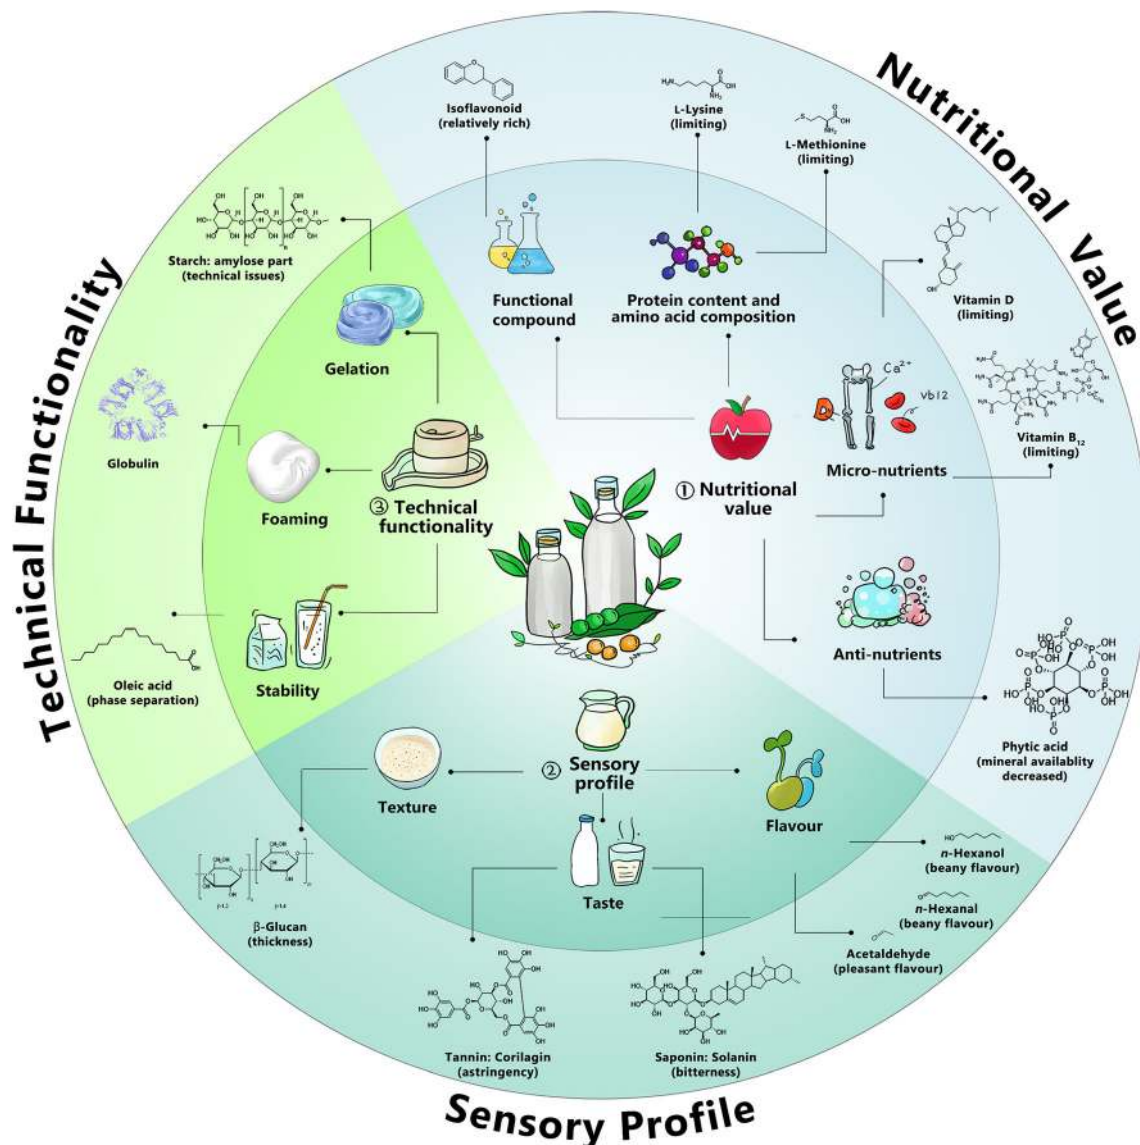 Nutritional Value
Technical Functionality
Sensory Profile
Isoflavonoid
(relatively rich)
L-Lysine
(limiting)
L-Methionine
(limiting)
Functional
compound
Protein content and
amino acid composition
Vitamin D
(limiting)
Ca²⁺
Vb12
Micro-nutrients
Vitamin B₁₂
(limiting)
① Nutritional
value
Anti-nutrients
Phytic acid
(mineral availablity
decreased)
Starch: amylose part
(technical issues)
Gelation
Globulin
Foaming
③ Technical
functionality
Oleic acid
(phase separation)
Stability
② Sensory
profile
Texture
Flavour
Taste
β-Glucan
(thickness)
n-Hexanol
(beany flavour)
n-Hexanal
(beany flavour)
Acetaldehyde
(pleasant flavour)
Tannin: Corilagin
(astringency)
Saponin: Solanin
(bitterness)